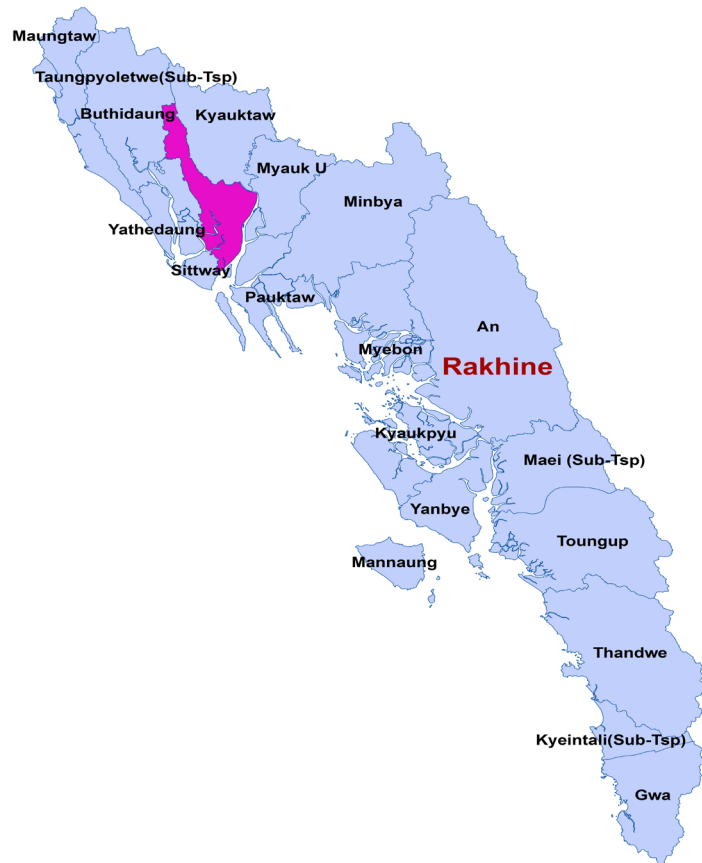 Maungtaw
Taungpyoletwe(Sub-Tsp)
Buthidaung
Kyauktaw
Myauk U
Minbya
Yathedaung
Sittway
Pauktaw
An
Myebon
Rakhine
Kyaukpyu
Maei (Sub-Tsp)
Yanbye
Toungup
Mannaung
Thandwe
Kyeintali(Sub-Tsp)
Gwa